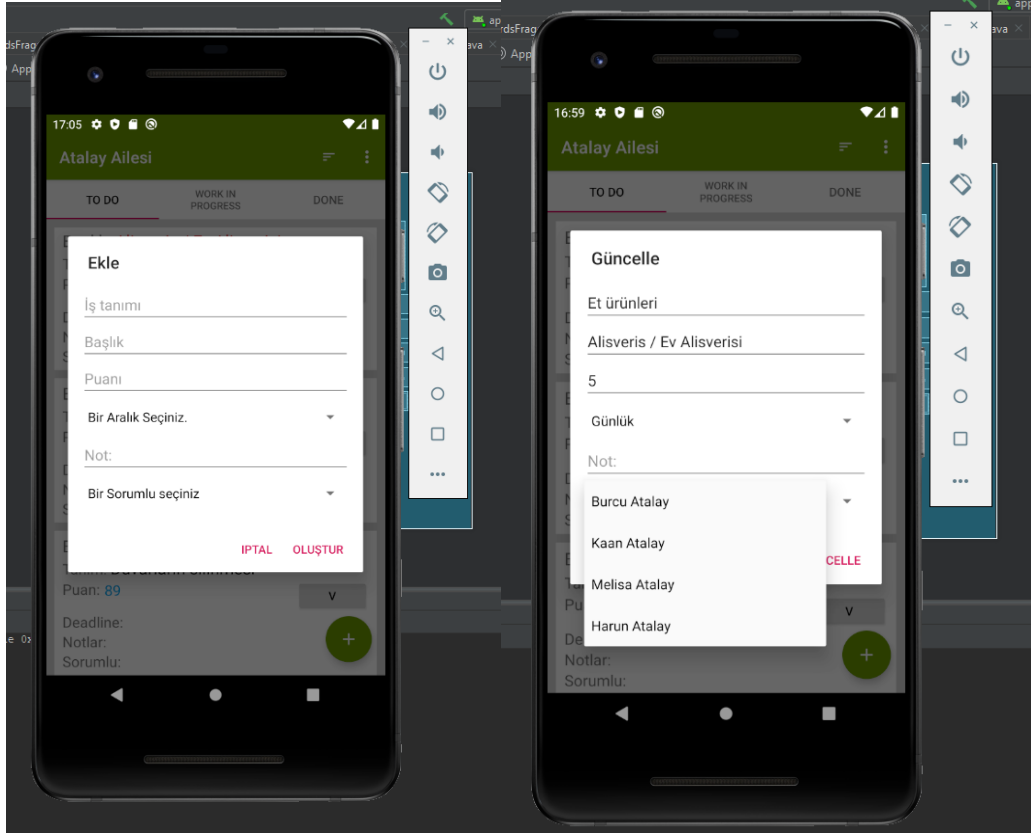 17:05
Atalay Ailesi
TO DO
WORK IN
PROGRESS
DONE
Ekle
İş tanımı
Başlık
Puanı
Bir Aralık Seçiniz.
Not:
Bir Sorumlu seçiniz
IPTAL
OLUŞTUR
Puan: 89
V
Deadline:
Notlar:
Sorumlu:
+
16:59
Atalay Ailesi
TO DO
WORK IN
PROGRESS
DONE
Güncelle
Et ürünleri
Alisveris / Ev Alisverisi
5
Günlük
Not:
Burcu Atalay
Kaan Atalay
Melisa Atalay
Harun Atalay
CELLE
V
+
Notlar:
Sorumlu: